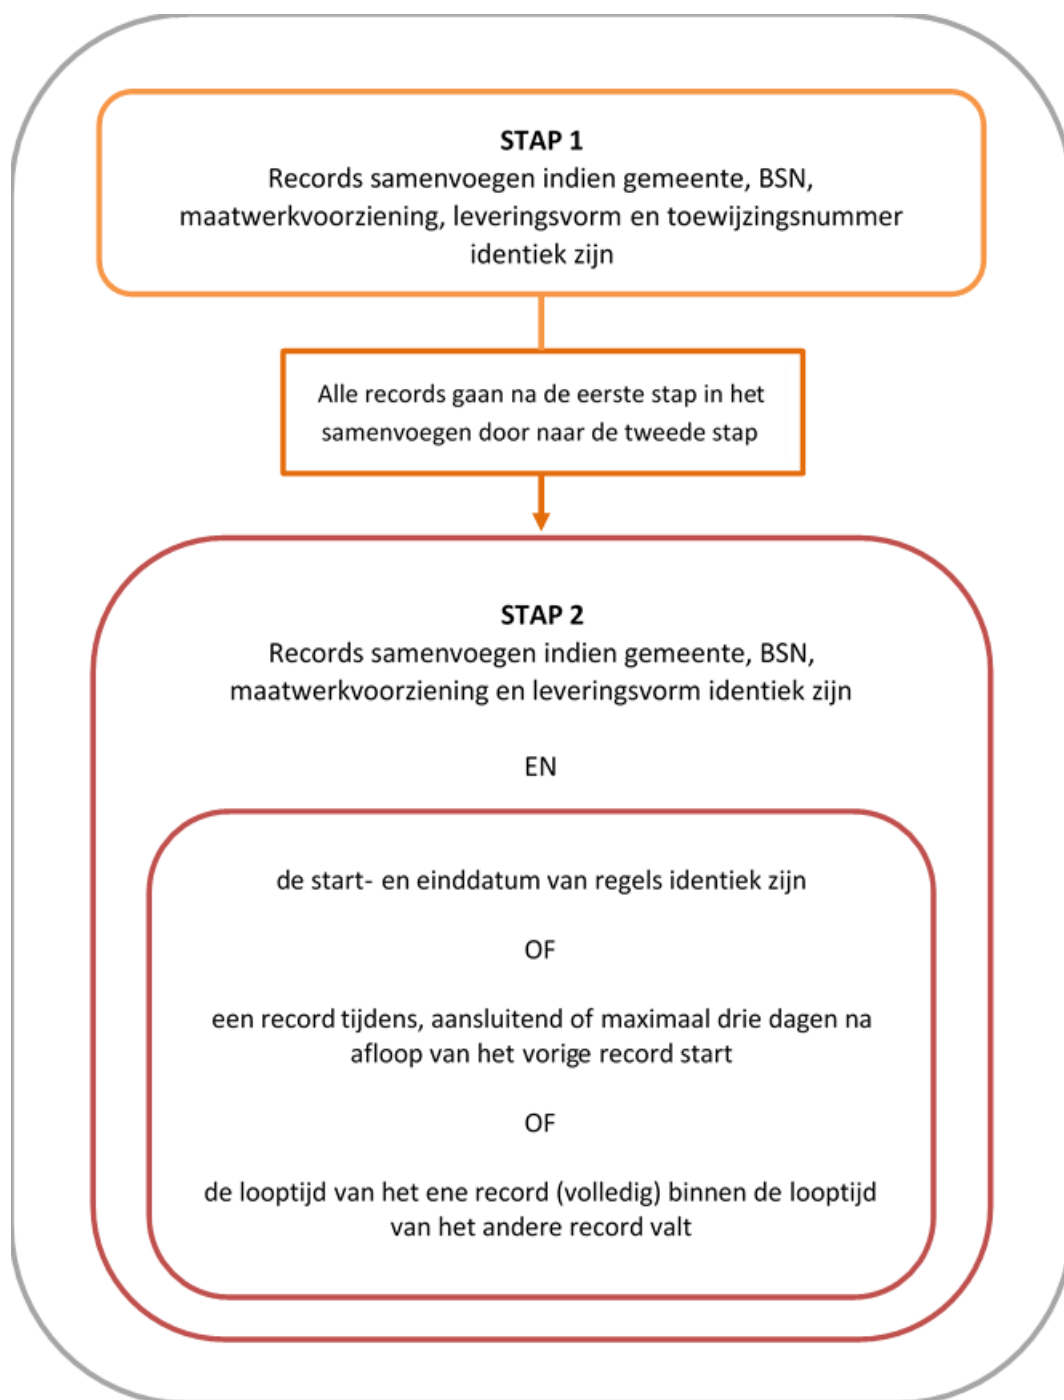 STAP 1
Records samenvoegen indien gemeente, BSN,
maatwerkvoorziening, leveringsvorm en toewijzingsnummer
identiek zijn
Alle records gaan na de eerste stap in het
samenvoegen door naar de tweede stap
STAP 2
Records samenvoegen indien gemeente, BSN,
maatwerkvoorziening en leveringsvorm identiek zijn
EN
de start- en einddatum van regels identiek zijn
OF
een record tijdens, aansluitend of maximaal drie dagen na
afloop van het vorige record start
OF
de looptijd van het ene record (volledig) binnen de looptijd
van het andere record valt